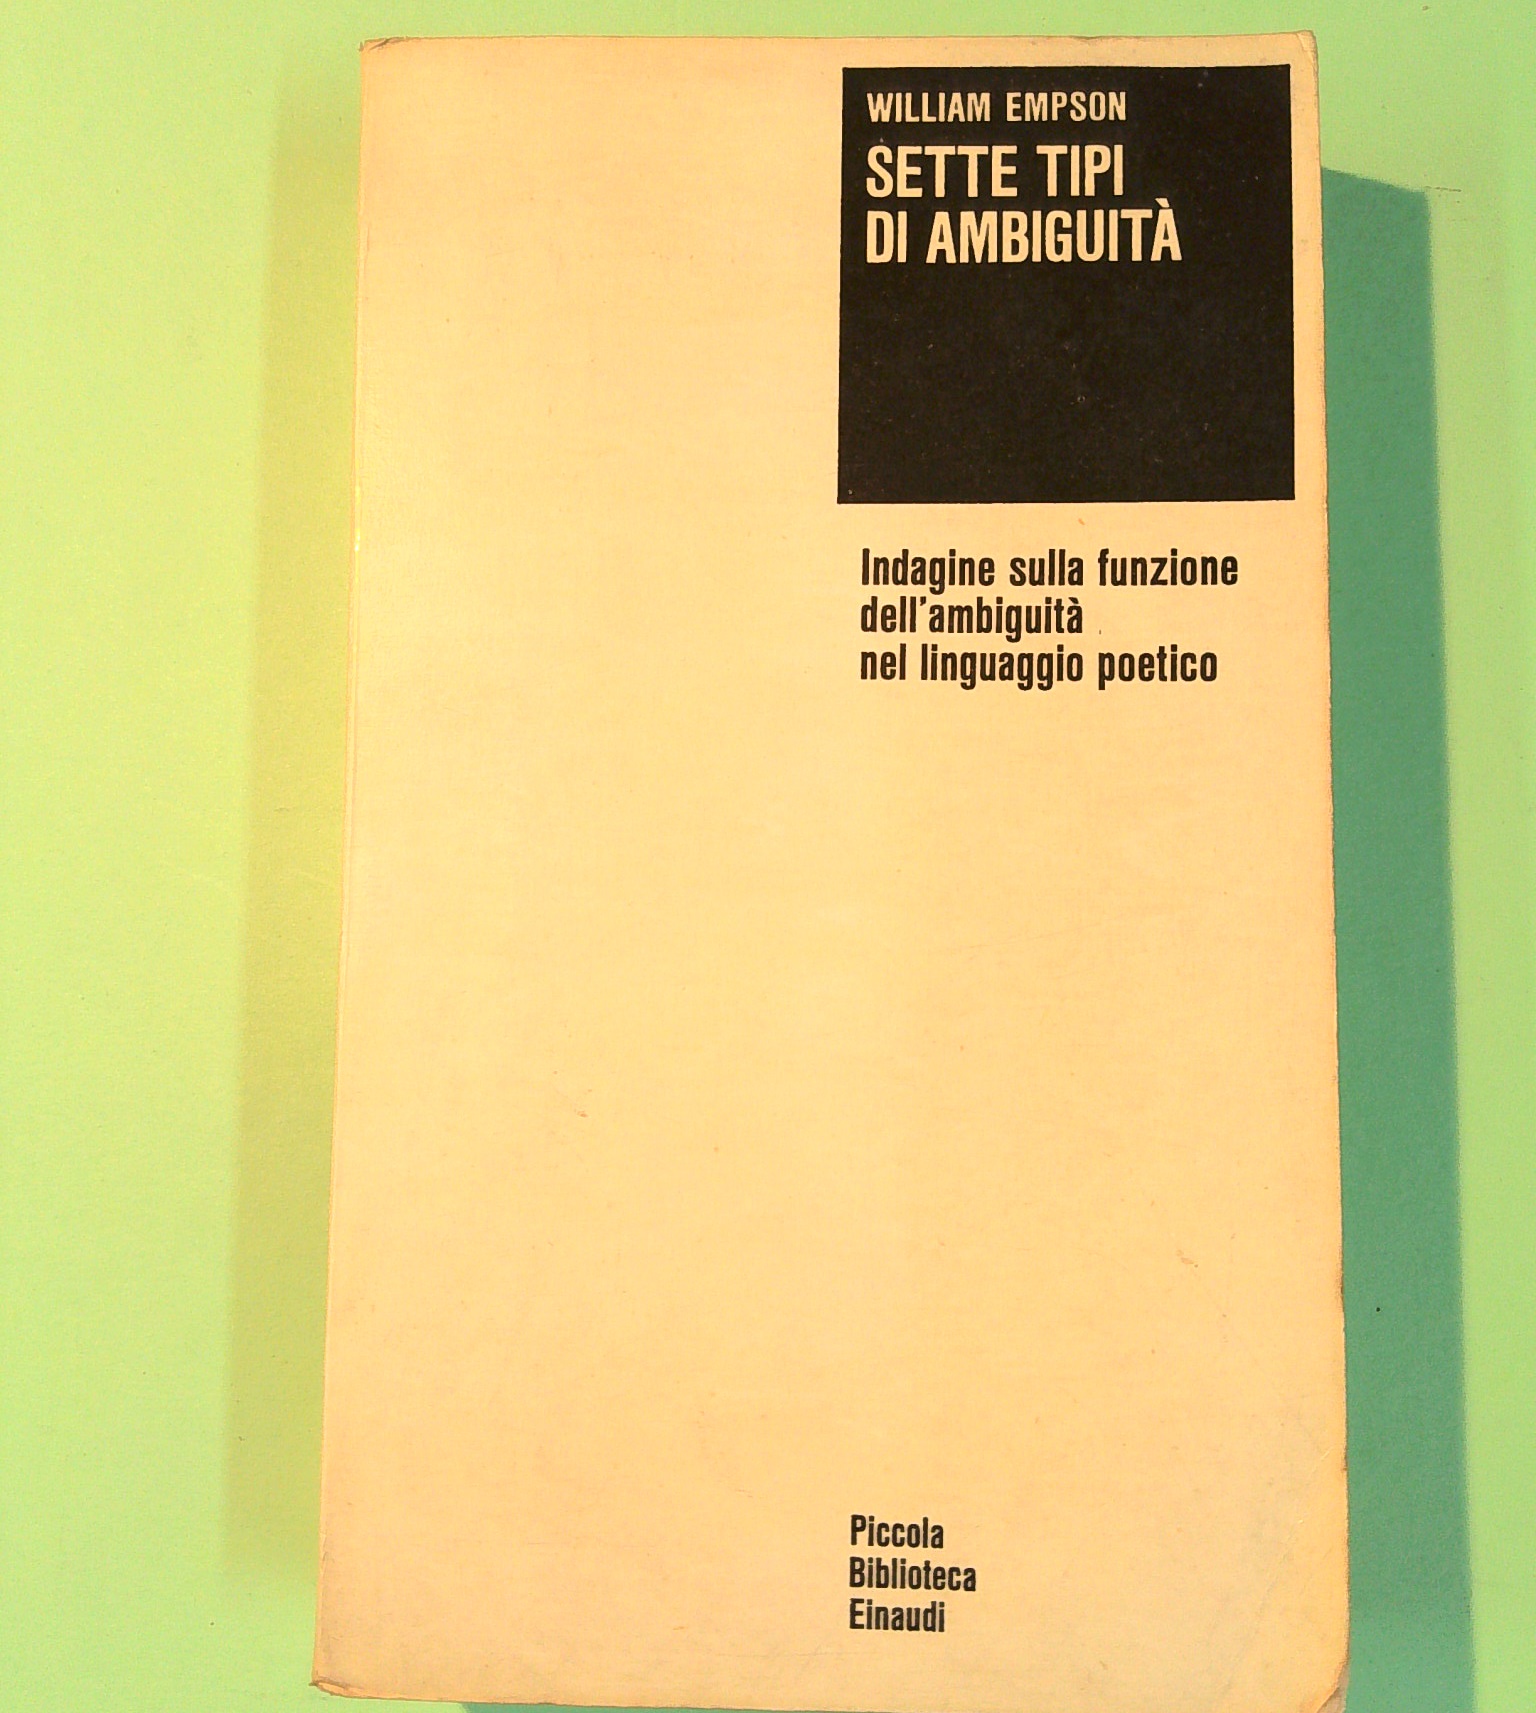 WILLIAM EMPSON
SETTE TIPI
DI AMBIGUITÀ
Indagine sulla funzione
dell'ambiguità
nel linguaggio poetico
Piccola
Biblioteca
Einaudi